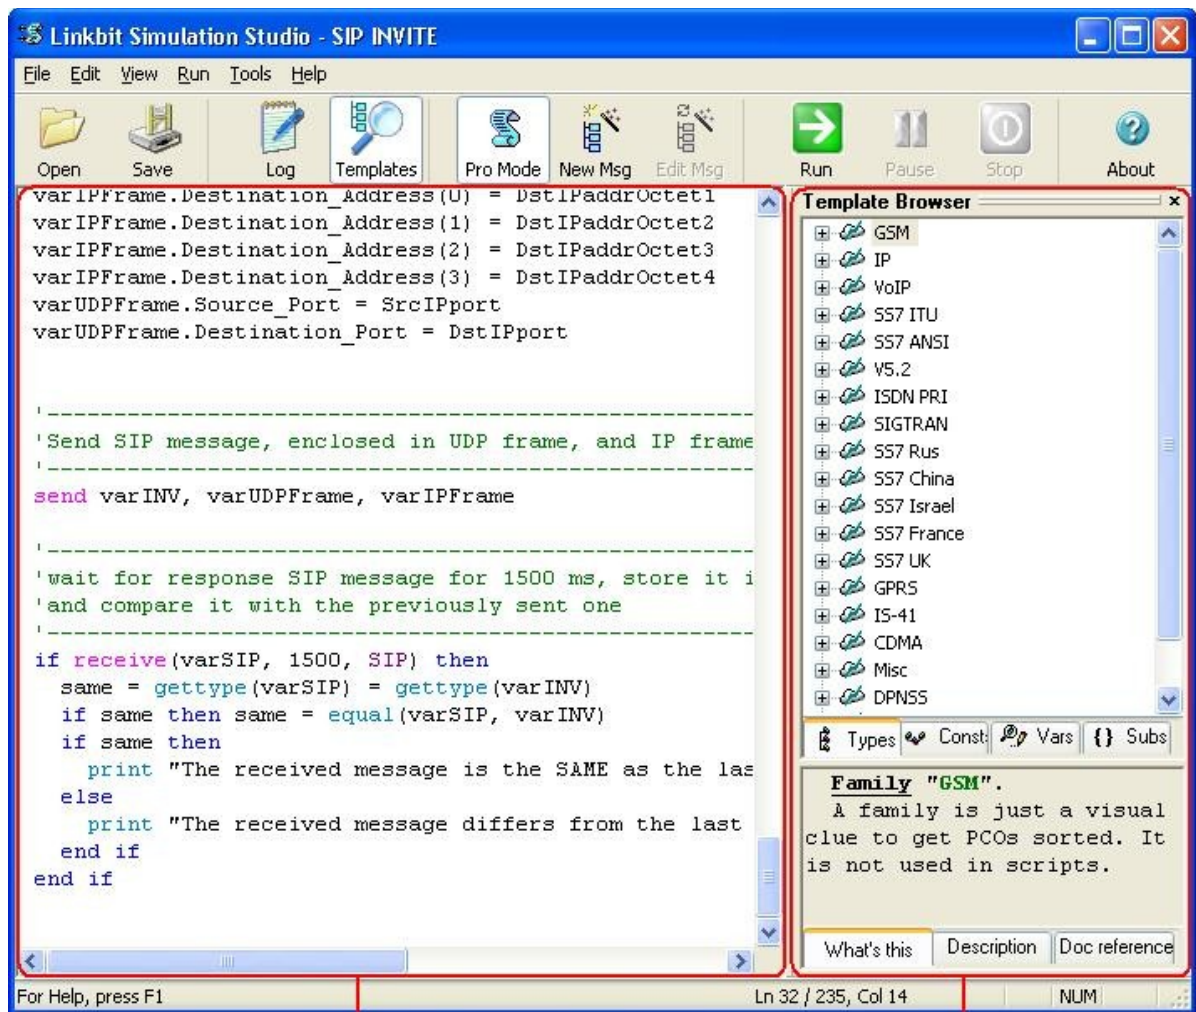 Linkbit Simulation Studio - SIP INVITE
File Edit View Run Tools Help
Open Save Log Templates Pro Mode New Msg Edit Msg Run Pause Stop About
varIPFrame.Destination_Address(0) = DstIPaddrOctet1
varIPFrame.Destination_Address(1) = DstIPaddrOctet2
varIPFrame.Destination_Address(2) = DstIPaddrOctet3
varIPFrame.Destination_Address(3) = DstIPaddrOctet4
varUDPFrame.Source_Port = SrcIPport
varUDPFrame.Destination_Port = DstIPport
'------------------------------------------------------
'Send SIP message, enclosed in UDP frame, and IP frame
'------------------------------------------------------
send varINV, varUDPFrame, varIPFrame
'------------------------------------------------------
'wait for response SIP message for 1500 ms, store it i
'and compare it with the previously sent one
'------------------------------------------------------
if receive(varSIP, 1500, SIP) then
same = gettype(varSIP) = gettype(varINV)
if same then same = equal(varSIP, varINV)
if same then
print "The received message is the SAME as the las
else
print "The received message differs from the last
end if
end if
Template Browser
GSM
IP
VoIP
SS7 ITU
SS7 ANSI
V5.2
ISDN PRI
SIGTRAN
SS7 Rus
SS7 China
SS7 Israel
SS7 France
SS7 UK
GPRS
IS-41
CDMA
Misc
DPNSS
Types Const Vars {} Subs
Family "GSM".
A family is just a visual
clue to get PCOs sorted. It
is not used in scripts.
What's this Description Doc reference
For Help, press F1 Ln 32 / 235, Col 14 NUM